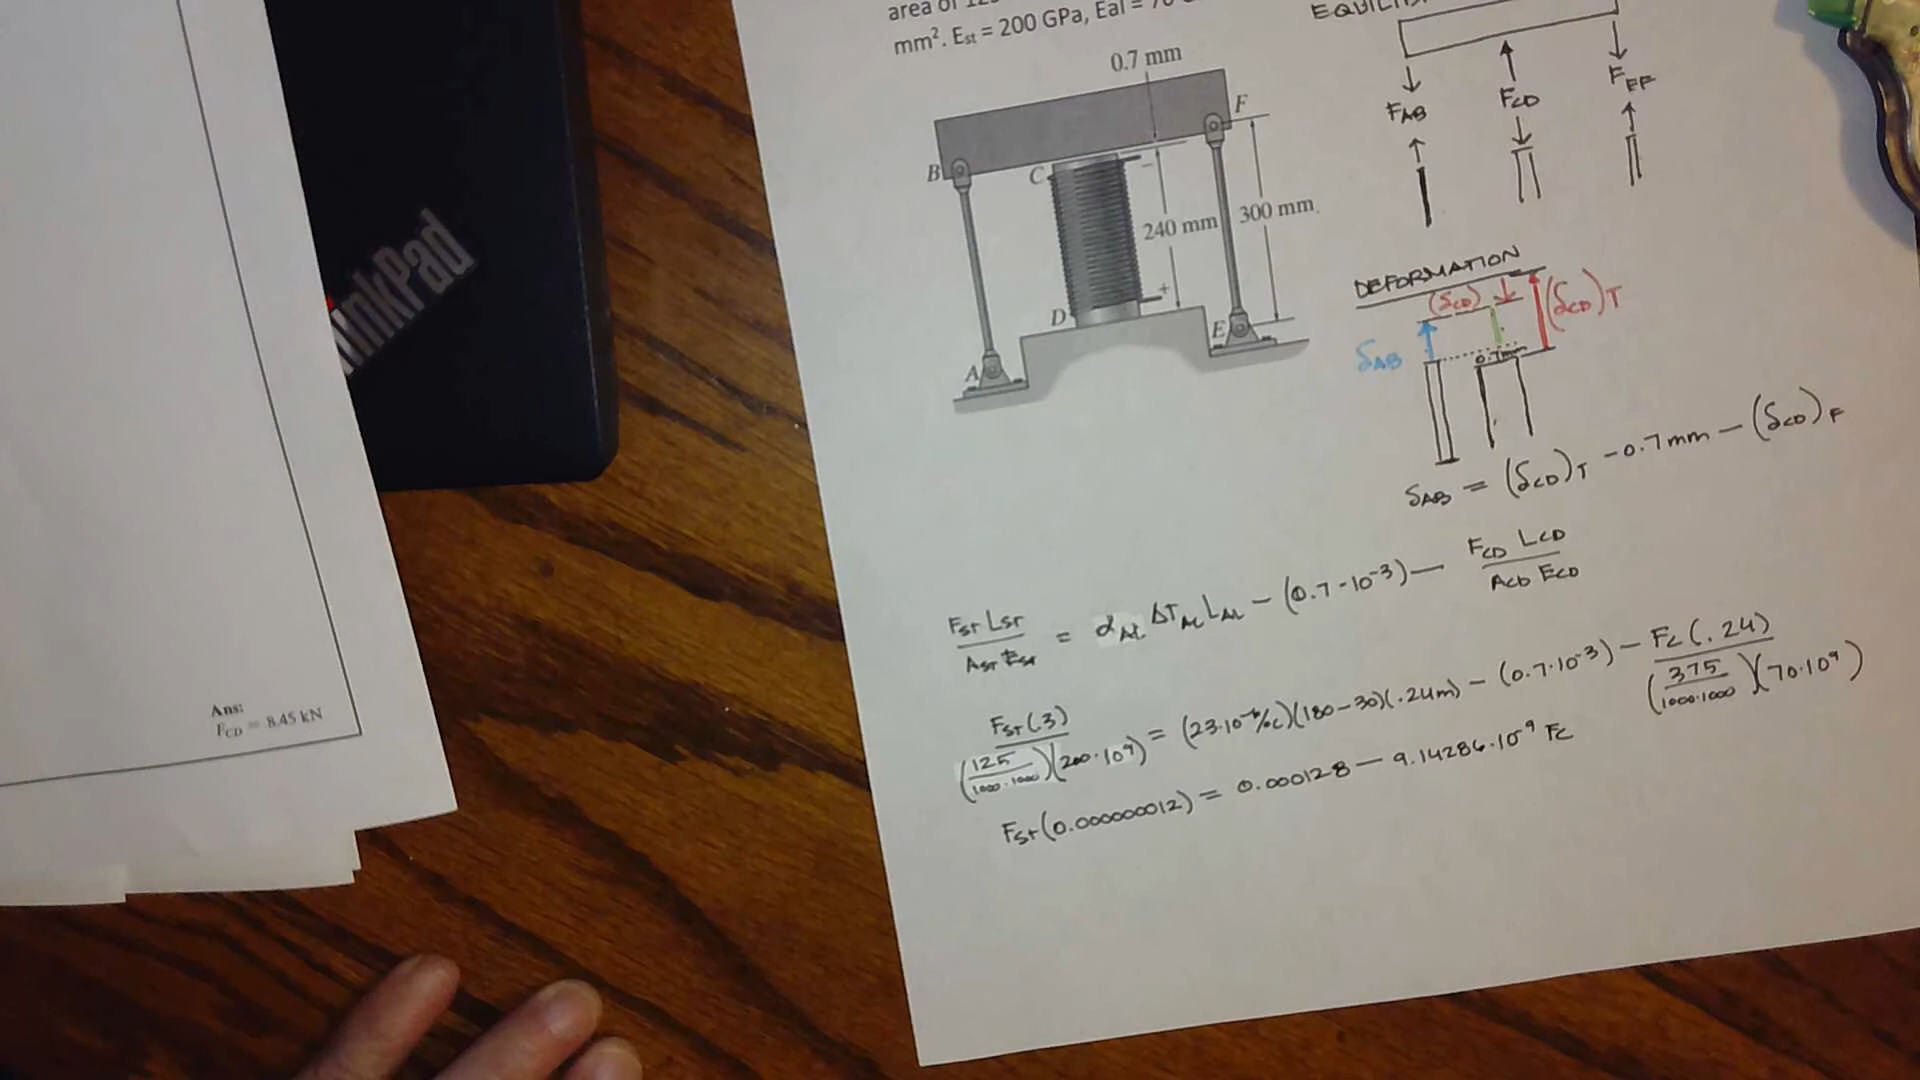 area of
mm². Est = 200 GPa, Eal =
0.7 mm
F
B
C
240 mm
300 mm.
D
+
E
A
FAB
FCD
FEF
DEFORMATION
(δCD)
(δCD)T
δAB
0.7mm
δAB = (δCD)T - 0.7mm - (δCD)F
FST LST / AST EST = αAL ΔTAL LAL - (0.7·10⁻³) - FCD LCD / ACD ECD
FST(.3) / (125 / 1000·1000)(200·10⁹) = (23·10⁻⁶/°C)(180-30)(.24m) - (0.7·10⁻³) - FC(.24) / (375 / 1000·1000)(70·10⁹)
FST(0.000000012) = 0.000128 - 9.14286·10⁻⁹ FC
ThinkPad
Ans:
FCD = 8.45 kN